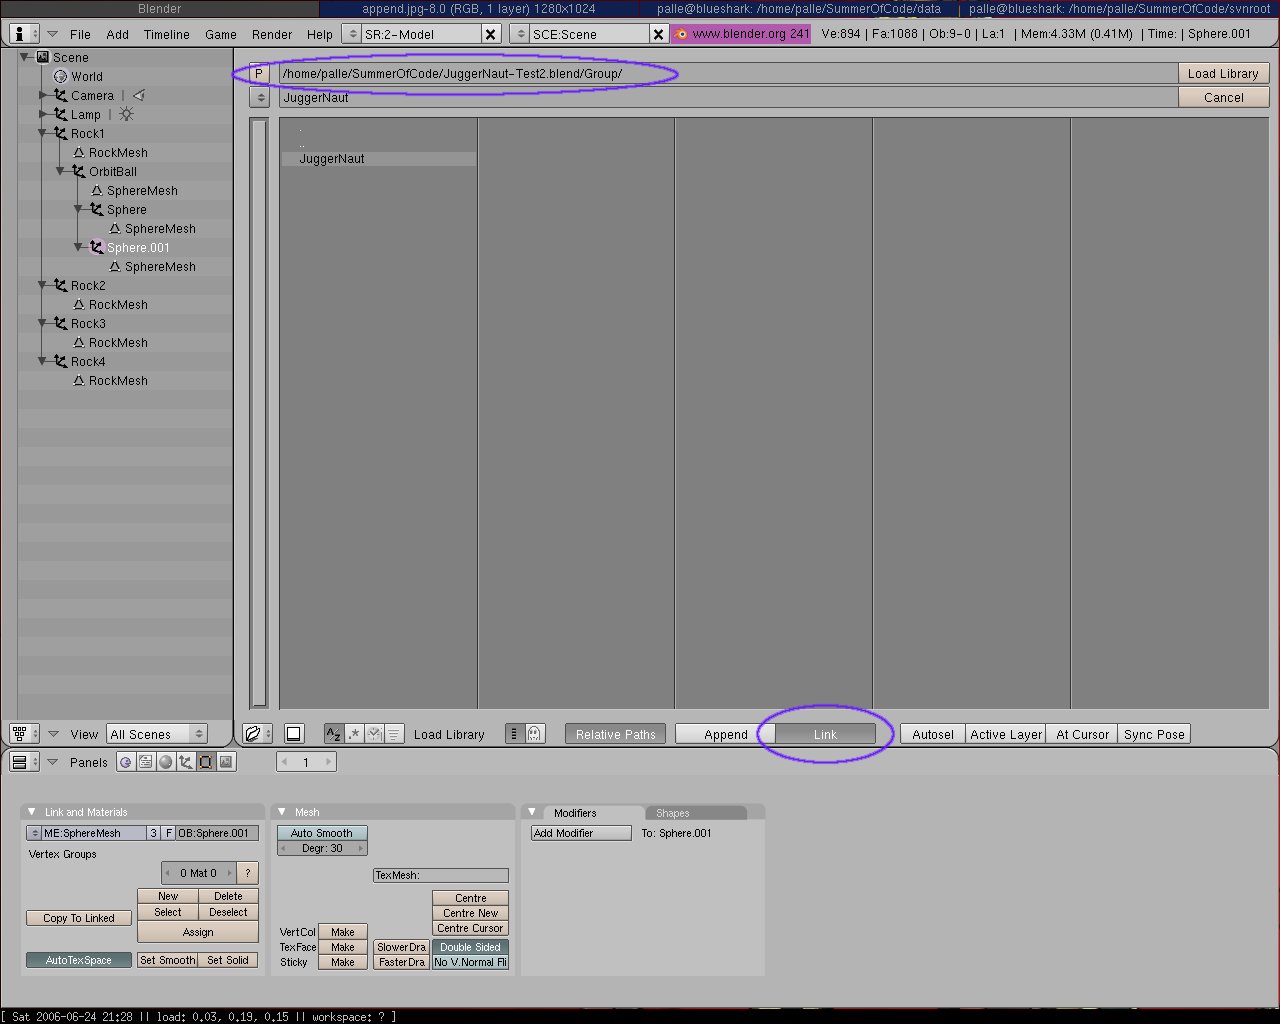 Blender append.jpg-8.0 (RGB, 1 layer) 1280x1024 palle@blueshark: /home/palle/SummerOfCode/data palle@blueshark: /home/palle/SummerOfCode/svnroot
File Add Timeline Game Render Help SR:2-Model SCE:Scene www.blender.org 241 Ve:894 | Fa:1088 | Ob:9-0 | La:1 | Mem:4.33M (0.41M) | Time: | Sphere.001
Scene
World
Camera
Lamp
Rock1
RockMesh
OrbitBall
SphereMesh
Sphere
SphereMesh
Sphere.001
SphereMesh
Rock2
RockMesh
Rock3
RockMesh
Rock4
RockMesh
P /home/palle/SummerOfCode/JuggerNaut-Test2.blend/Group/ Load Library
JuggerNaut Cancel
.
..
JuggerNaut
View All Scenes Load Library Relative Paths Append Link Autosel Active Layer At Cursor Sync Pose
Panels 1
Link and Materials
ME:SphereMesh 3 F OB:Sphere.001
Vertex Groups
0 Mat 0 ?
New Delete
Select Deselect
Copy To Linked
Assign
AutoTexSpace Set Smooth Set Solid
Mesh
Auto Smooth
Degr: 30
TexMesh:
Centre
Centre New
Centre Cursor
VertCol Make
TexFace Make SlowerDra Double Sided
Sticky Make FasterDra No V.Normal Fli
Modifiers Shapes
Add Modifier To: Sphere.001
[ Sat 2006-06-24 21:28 || load: 0.03, 0.19, 0.15 || workspace: ? ]